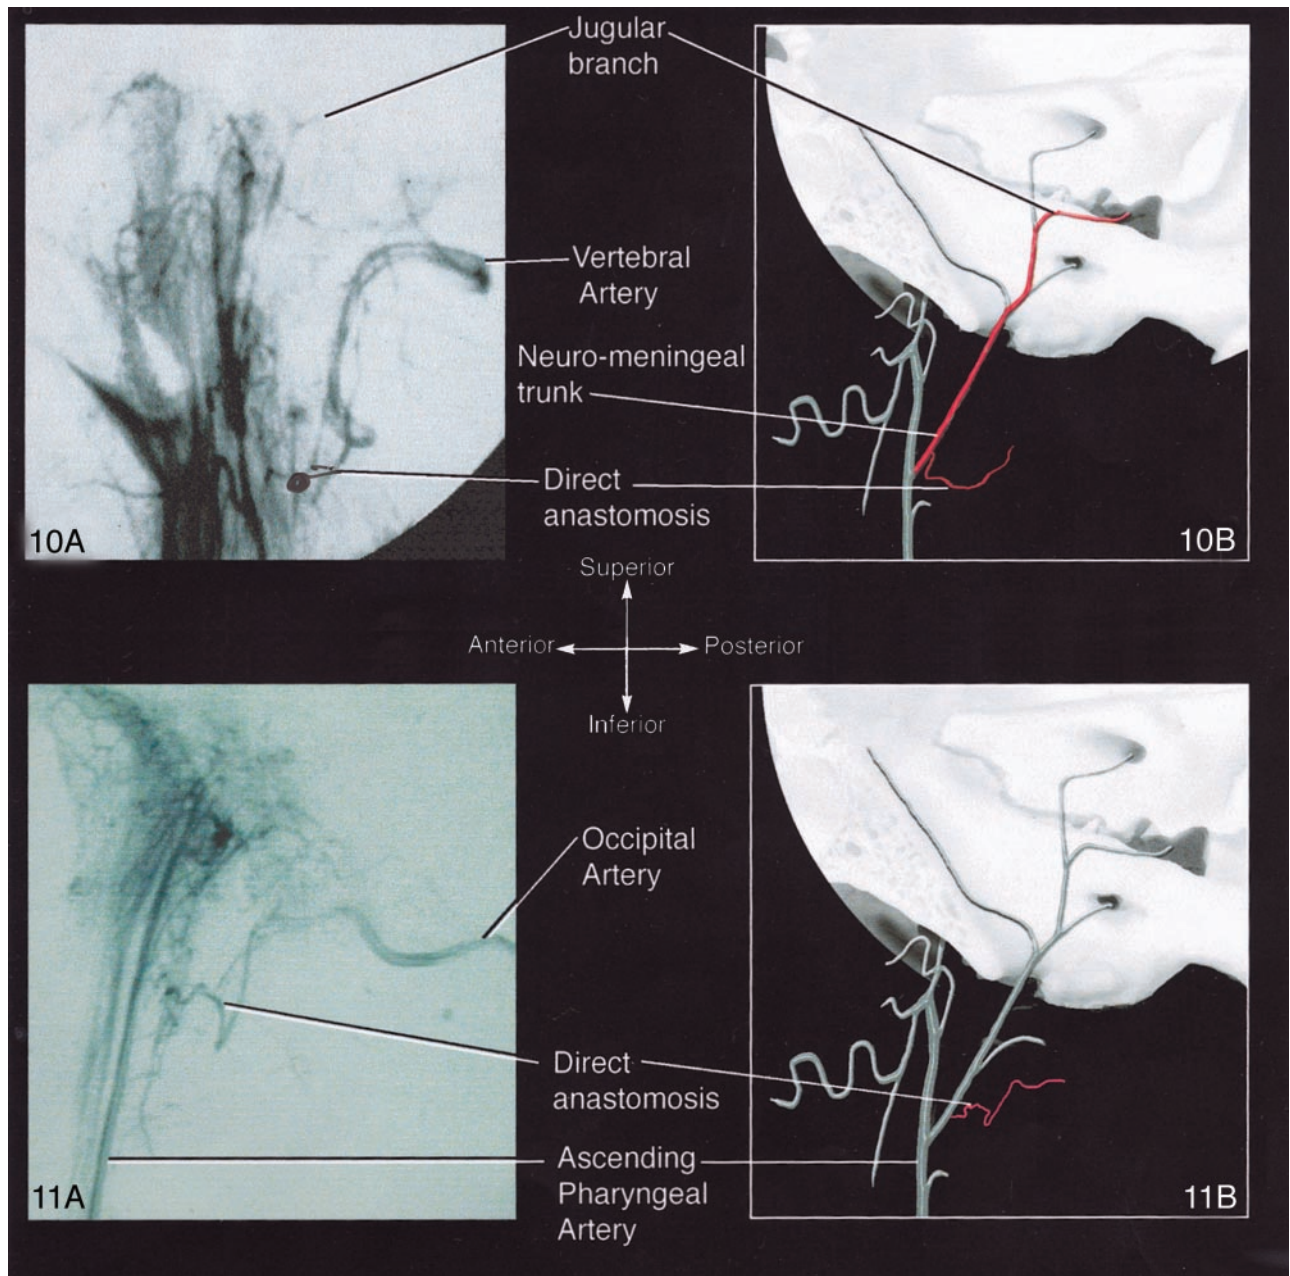 Jugular
branch
Vertebral
Artery
Neuro-meningeal
trunk
Direct
anastomosis
10A
10B
Superior
Anterior
Posterior
Inferior
Occipital
Artery
Direct
anastomosis
Ascending
Pharyngeal
Artery
11A
11B